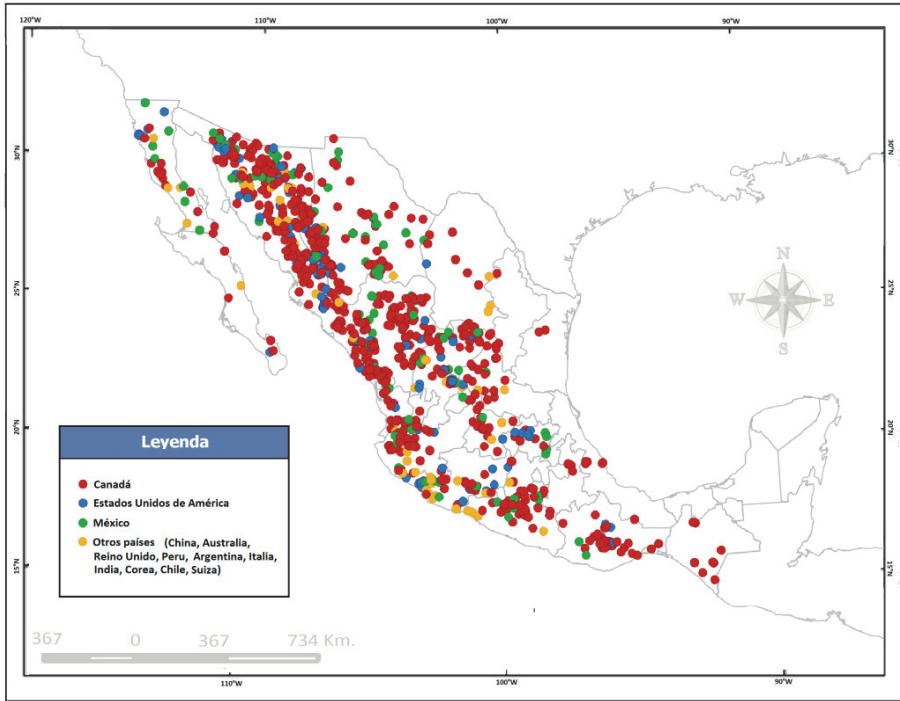 120°W 110°W 100°W 90°W
30°N 30°N
25°N 25°N
20°N 20°N
15°N 15°N
N
W E
S
Leyenda
Canadá
Estados Unidos de América
México
Otros países (China, Australia,
Reino Unido, Peru, Argentina, Italia,
India, Corea, Chile, Suiza)
367 0 367 734 Km.
110°W 100°W 90°W